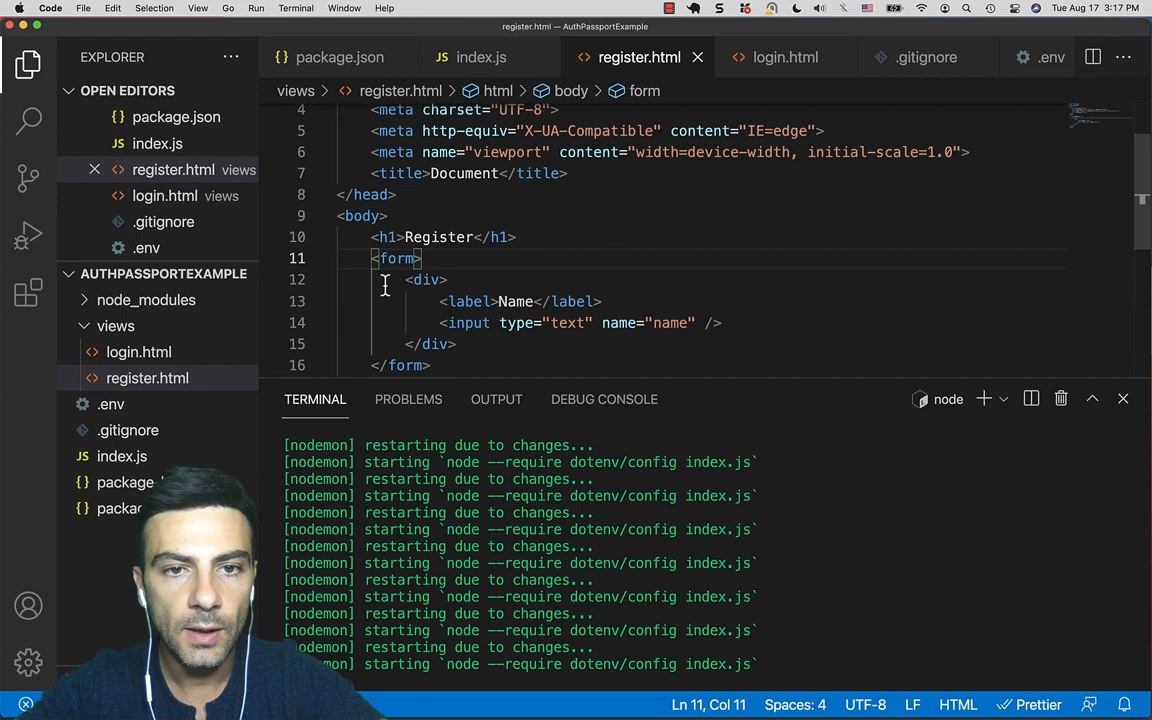 Code File Edit Selection View Go Run Terminal Window Help Tue Aug 17 3:17 PM
register.html — AuthPassportExample
EXPLORER
package.json index.js register.html login.html .gitignore .env
OPEN EDITORS
package.json
index.js
register.html views
login.html views
.gitignore
.env
AUTHPASSPORTEXAMPLE
node_modules
views
login.html
register.html
.env
.gitignore
index.js
package-
packag
views > register.html > html > body > form
4 <meta charset="UTF-8">
5 <meta http-equiv="X-UA-Compatible" content="IE=edge">
6 <meta name="viewport" content="width=device-width, initial-scale=1.0">
7 <title>Document</title>
8 </head>
9 <body>
10 <h1>Register</h1>
11 <form>
12 <div>
13 <label>Name</label>
14 <input type="text" name="name" />
15 </div>
16 </form>
TERMINAL PROBLEMS OUTPUT DEBUG CONSOLE node
[nodemon] restarting due to changes...
[nodemon] starting `node --require dotenv/config index.js`
[nodemon] restarting due to changes...
[nodemon] starting `node --require dotenv/config index.js`
[nodemon] restarting due to changes...
[nodemon] starting `node --require dotenv/config index.js`
[nodemon] restarting due to changes...
[nodemon] starting `node --require dotenv/config index.js`
[nodemon] restarting due to changes...
[nodemon] starting `node --require dotenv/config index.js`
[nodemon] restarting due to changes...
[nodemon] starting `node --require dotenv/config index.js`
[nodemon] restarting due to changes...
[nodemon] starting `node --require dotenv/config index.js`
Ln 11, Col 11 Spaces: 4 UTF-8 LF HTML Prettier